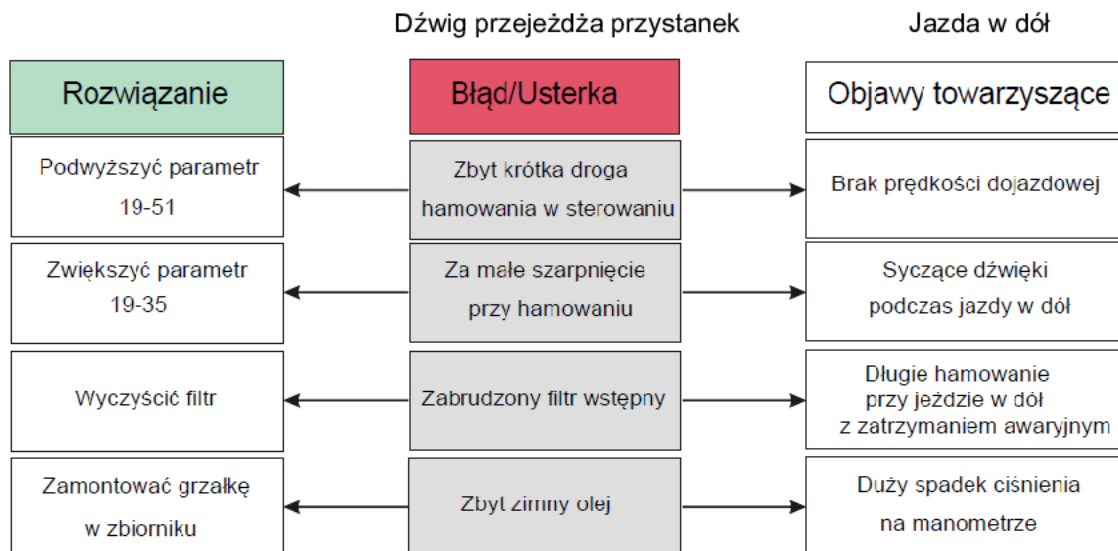 Dźwig przejeżdża przystanek
Jazda w dół
Rozwiązanie
Błąd/Usterka
Objawy towarzyszące
Podwyższyć parametr
19-51
Zbyt krótka droga
hamowania w sterowaniu
Brak prędkości dojazdowej
Zwiększyć parametr
19-35
Za małe szarpnięcie
przy hamowaniu
Syczące dźwięki
podczas jazdy w dół
Wyczyścić filtr
Zabrudzony filtr wstępny
Długie hamowanie
przy jeździe w dół
z zatrzymaniem awaryjnym
Zamontować grzałkę
w zbiorniku
Zbyt zimny olej
Duży spadek ciśnienia
na manometrze